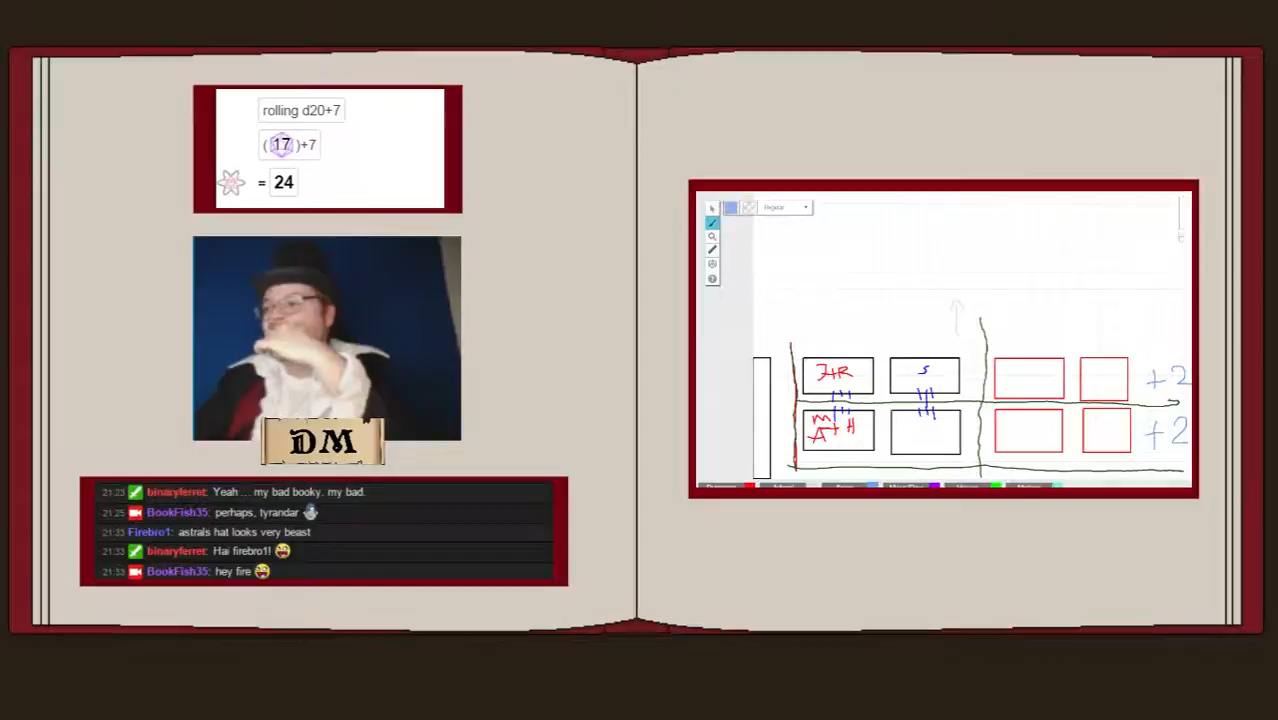 rolling d20+7
(17)+7
= 24
DM
21:23 binaryferret: Yeah ... my bad booky. my bad.
21:25 BookFish35: perhaps, tyrandar
21:33 Firebro1: astrals hat looks very beast
21:33 binaryferret: Hai firebro1!
21:33 BookFish35: hey fire
Regular
J+R
S
+2
M
A + H
+2